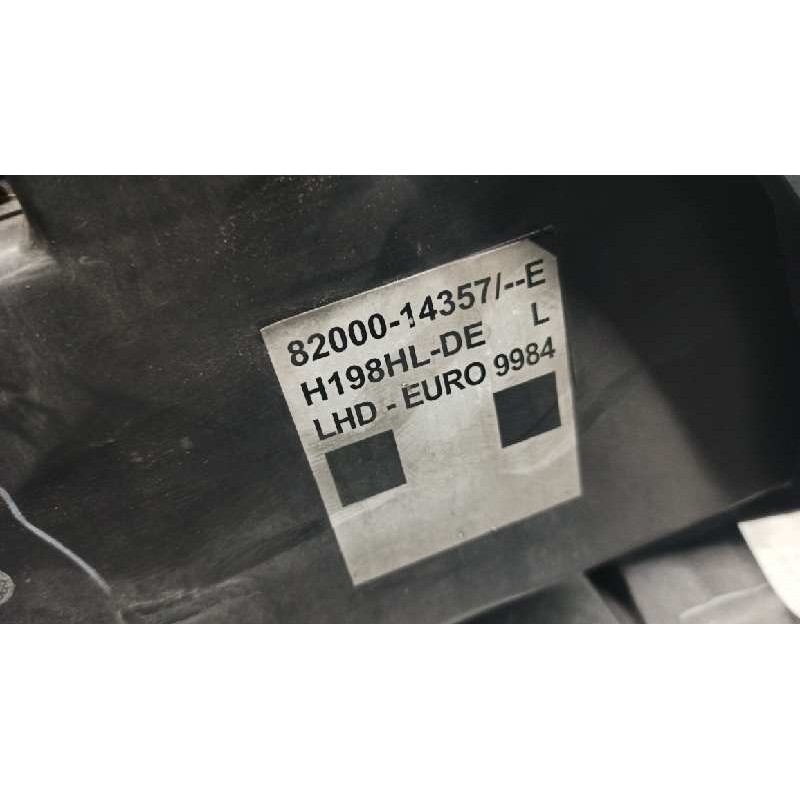 82000-14357/--E
H198HL-DE L
LHD - EURO 9984